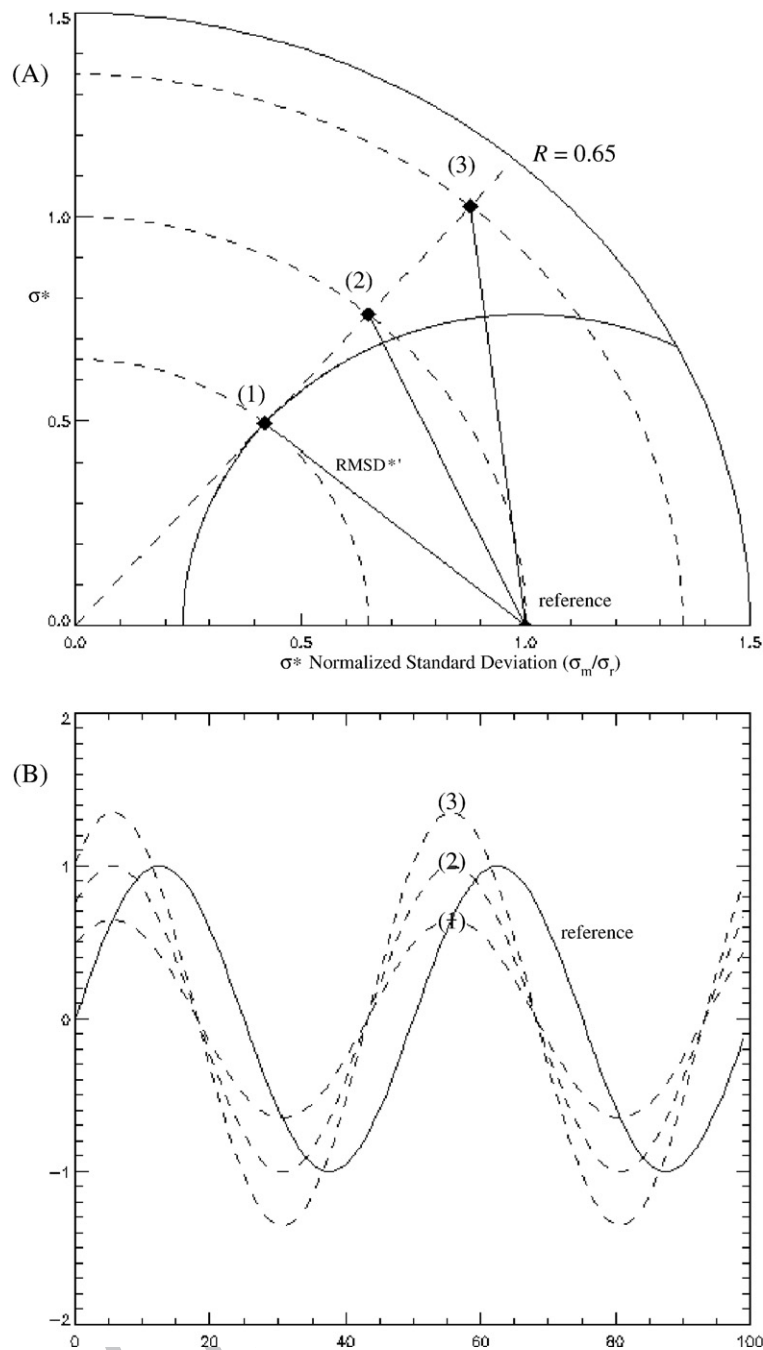 1.5
(A)
R = 0.65
(3)
1.0
(2)
σ*
(1)
0.5
RMSD*'
reference
0.0
0.0 0.5 1.0 1.5
σ* Normalized Standard Deviation (σm/σr)
2
(B)
(3)
1
(2)
(1)
reference
0
-1
-2
0 20 40 60 80 100